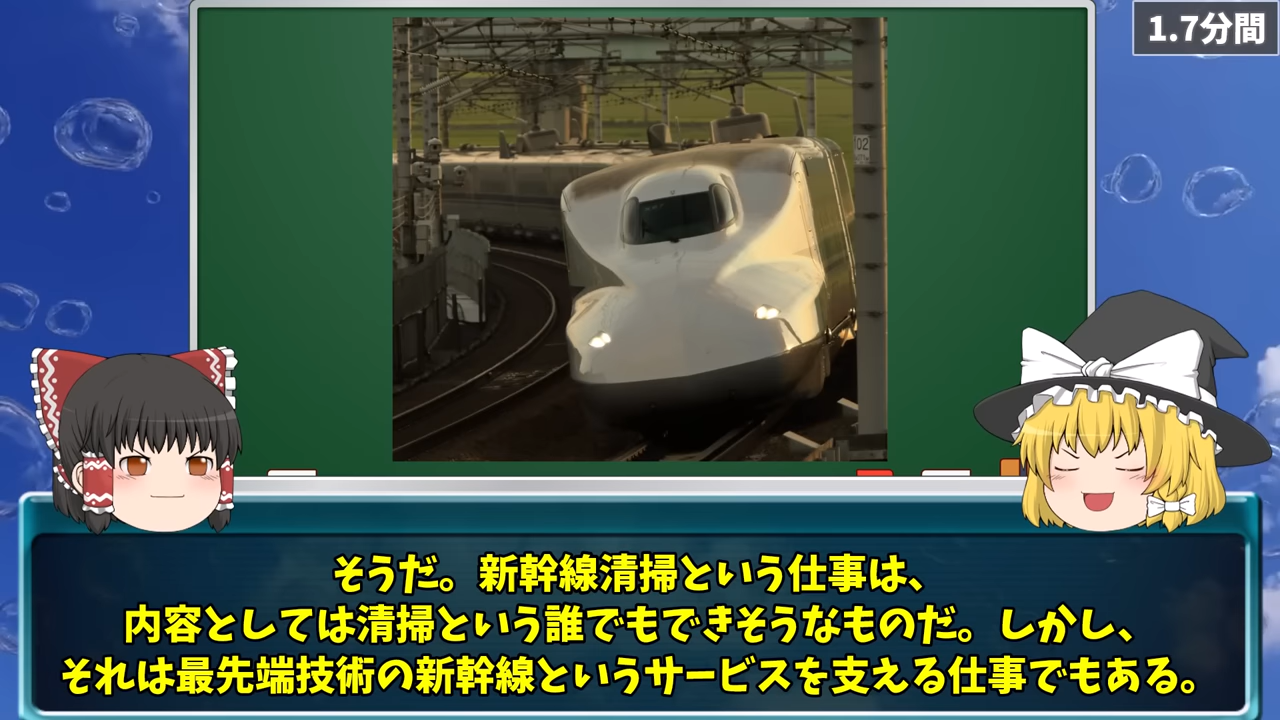 1.7分間
02
そうだ。新幹線清掃という仕事は、
内容としては清掃という誰でもできそうなものだ。しかし、
それは最先端技術の新幹線というサービスを支える仕事でもある。